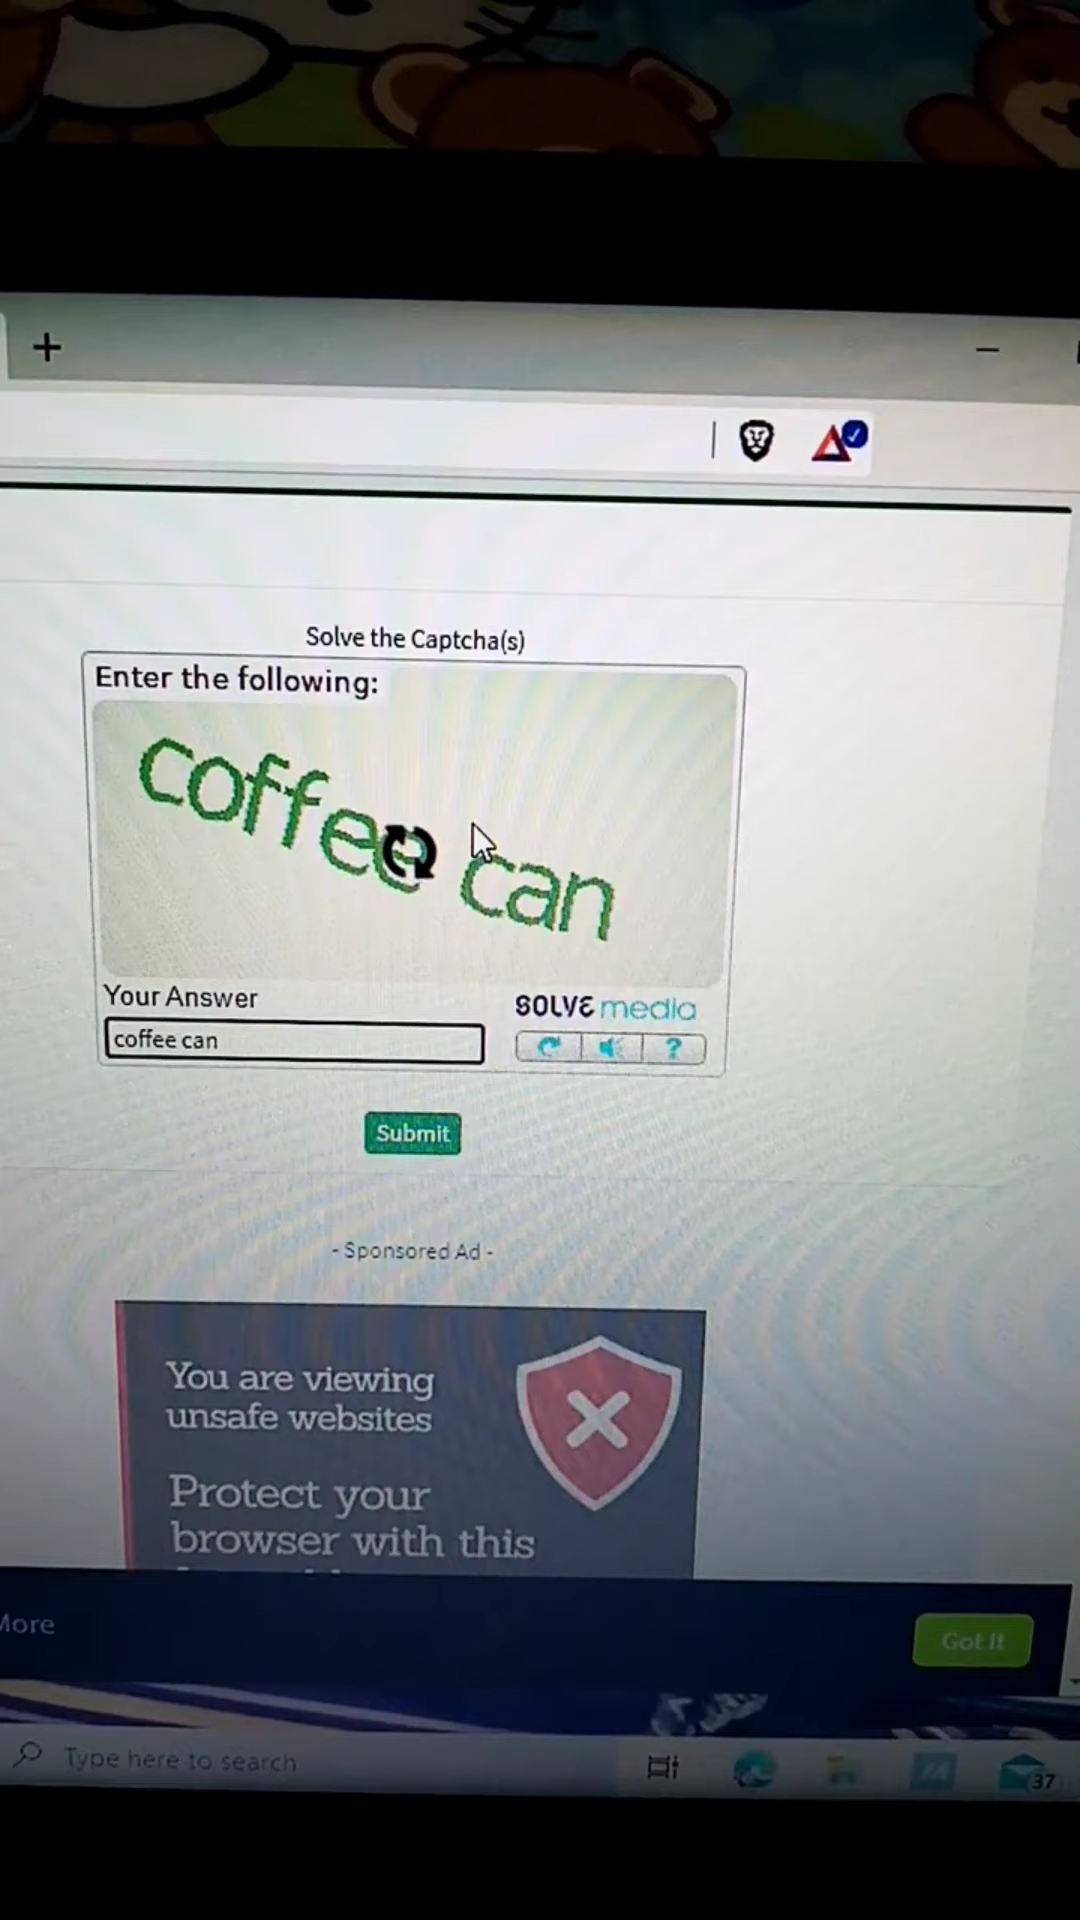 +
Solve the Captcha(s)
Enter the following:
coffee can
Your Answer
SOLVE media
coffee can
?
Submit
- Sponsored Ad -
You are viewing
unsafe websites
Protect your
browser with this
More
Got It
Type here to search
37